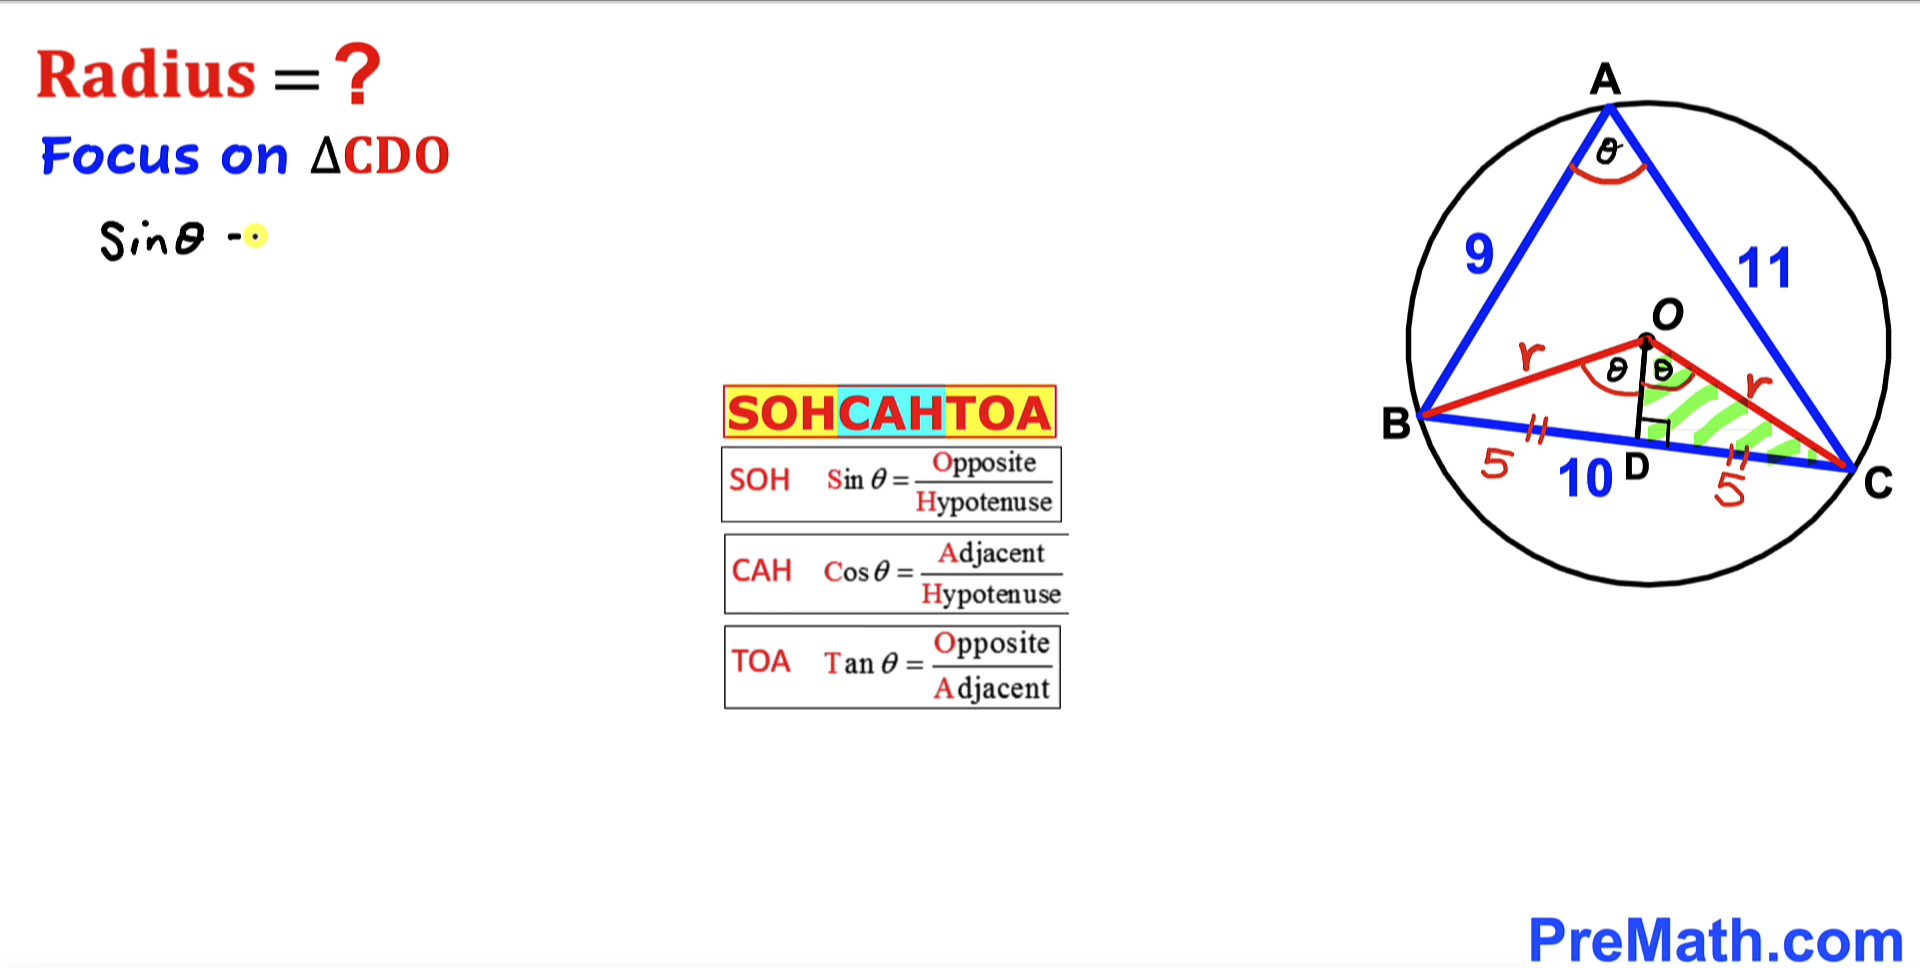 Radius = ?
Focus on ΔCDO
Sinθ -
SOHCAHTOA
SOH Sin θ = Opposite / Hypotenuse
CAH Cos θ = Adjacent / Hypotenuse
TOA Tan θ = Opposite / Adjacent
A
θ
9
11
O
r
θ
θ
r
B
5
10
D
5
C
PreMath.com